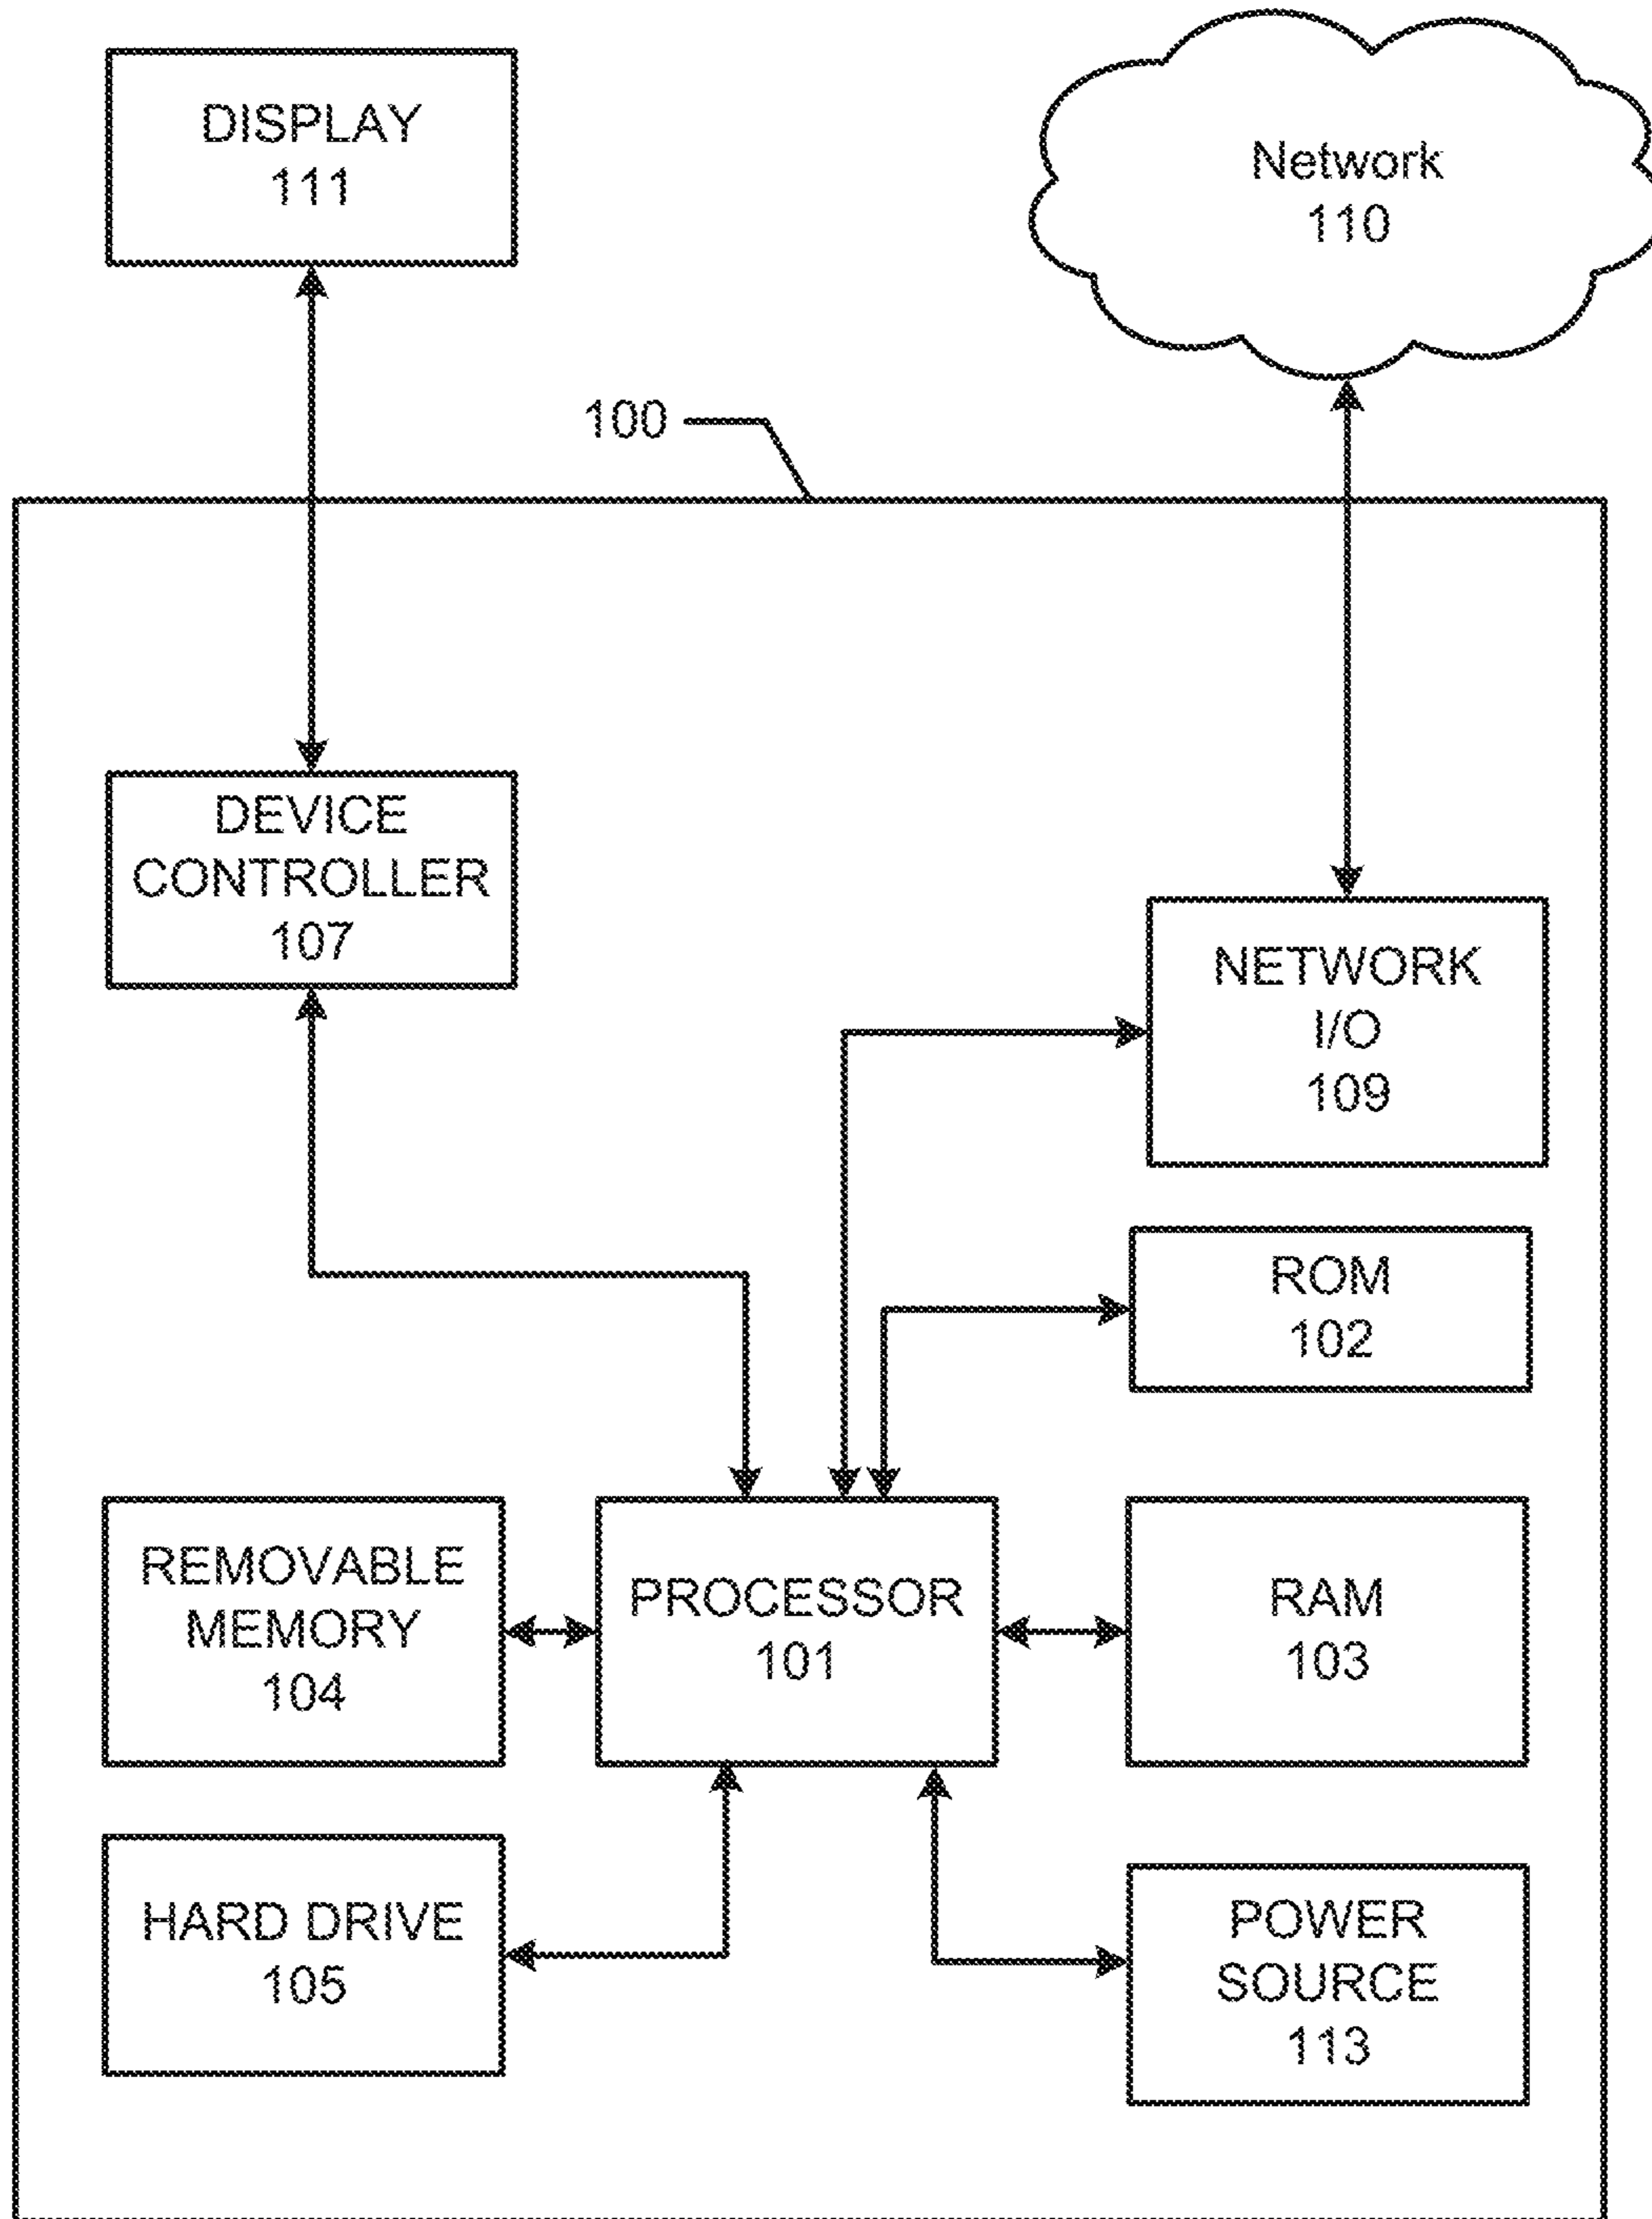 DISPLAY
111
Network
110
100
DEVICE
CONTROLLER
107
NETWORK
I/O
109
ROM
102
REMOVABLE
MEMORY
104
PROCESSOR
101
RAM
103
HARD DRIVE
105
POWER
SOURCE
113